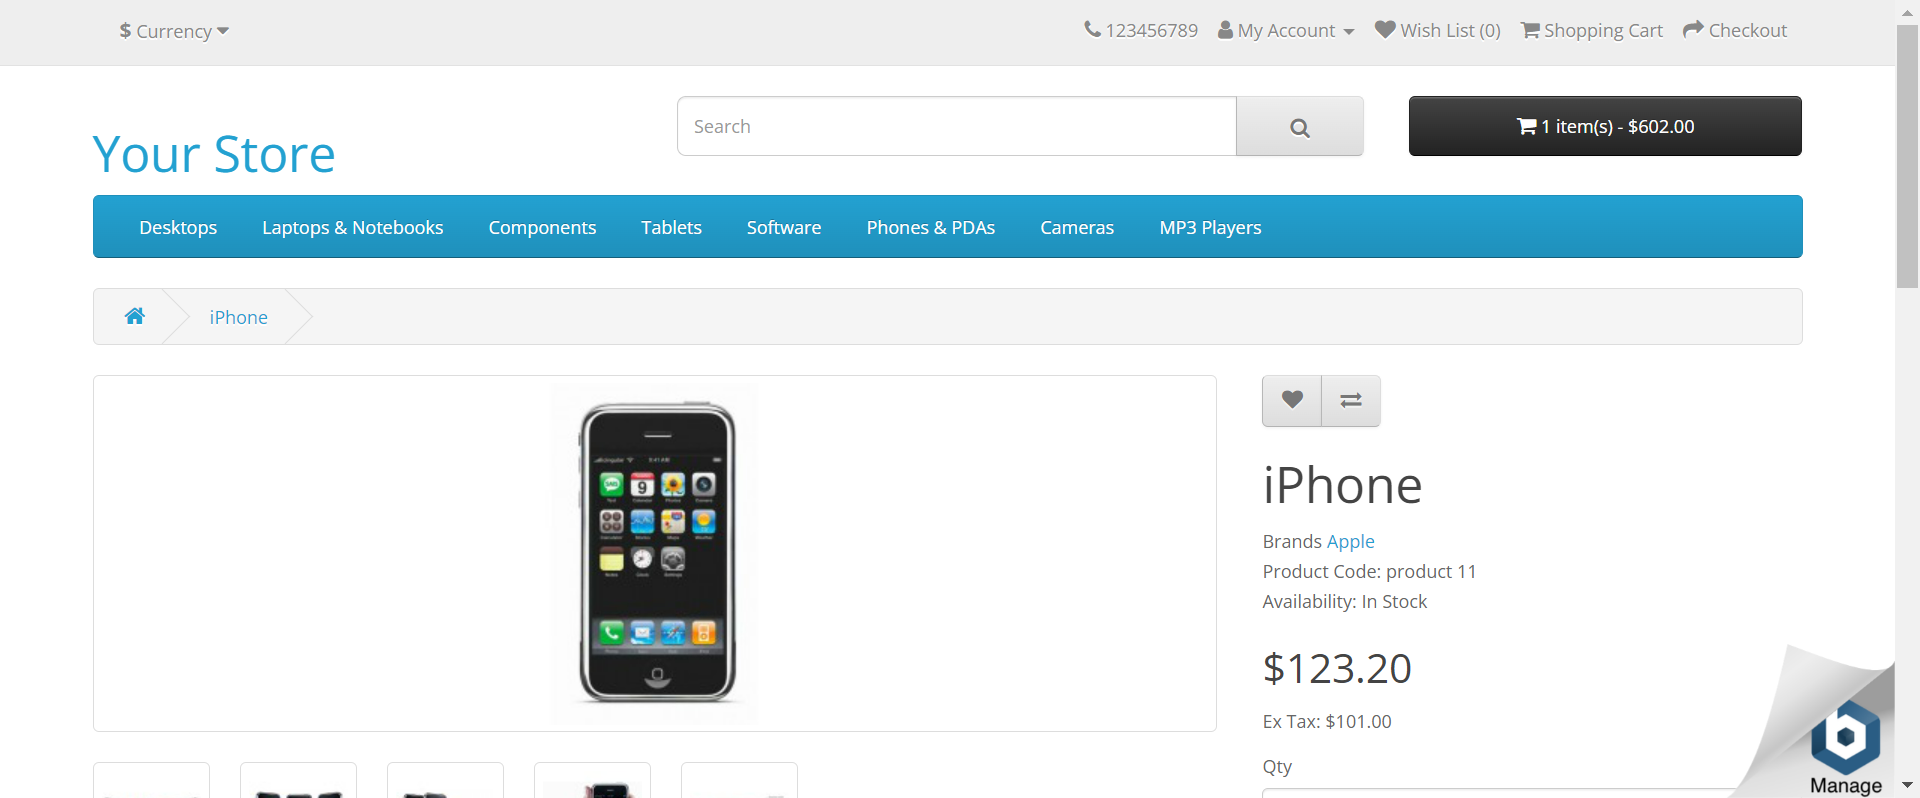 $ Currency
123456789 My Account Wish List (0) Shopping Cart Checkout
Your Store
Search
1 item(s) - $602.00
Desktops Laptops & Notebooks Components Tablets Software Phones & PDAs Cameras MP3 Players
iPhone
iPhone
Brands Apple
Product Code: product 11
Availability: In Stock
$123.20
Ex Tax: $101.00
Qty
Manage